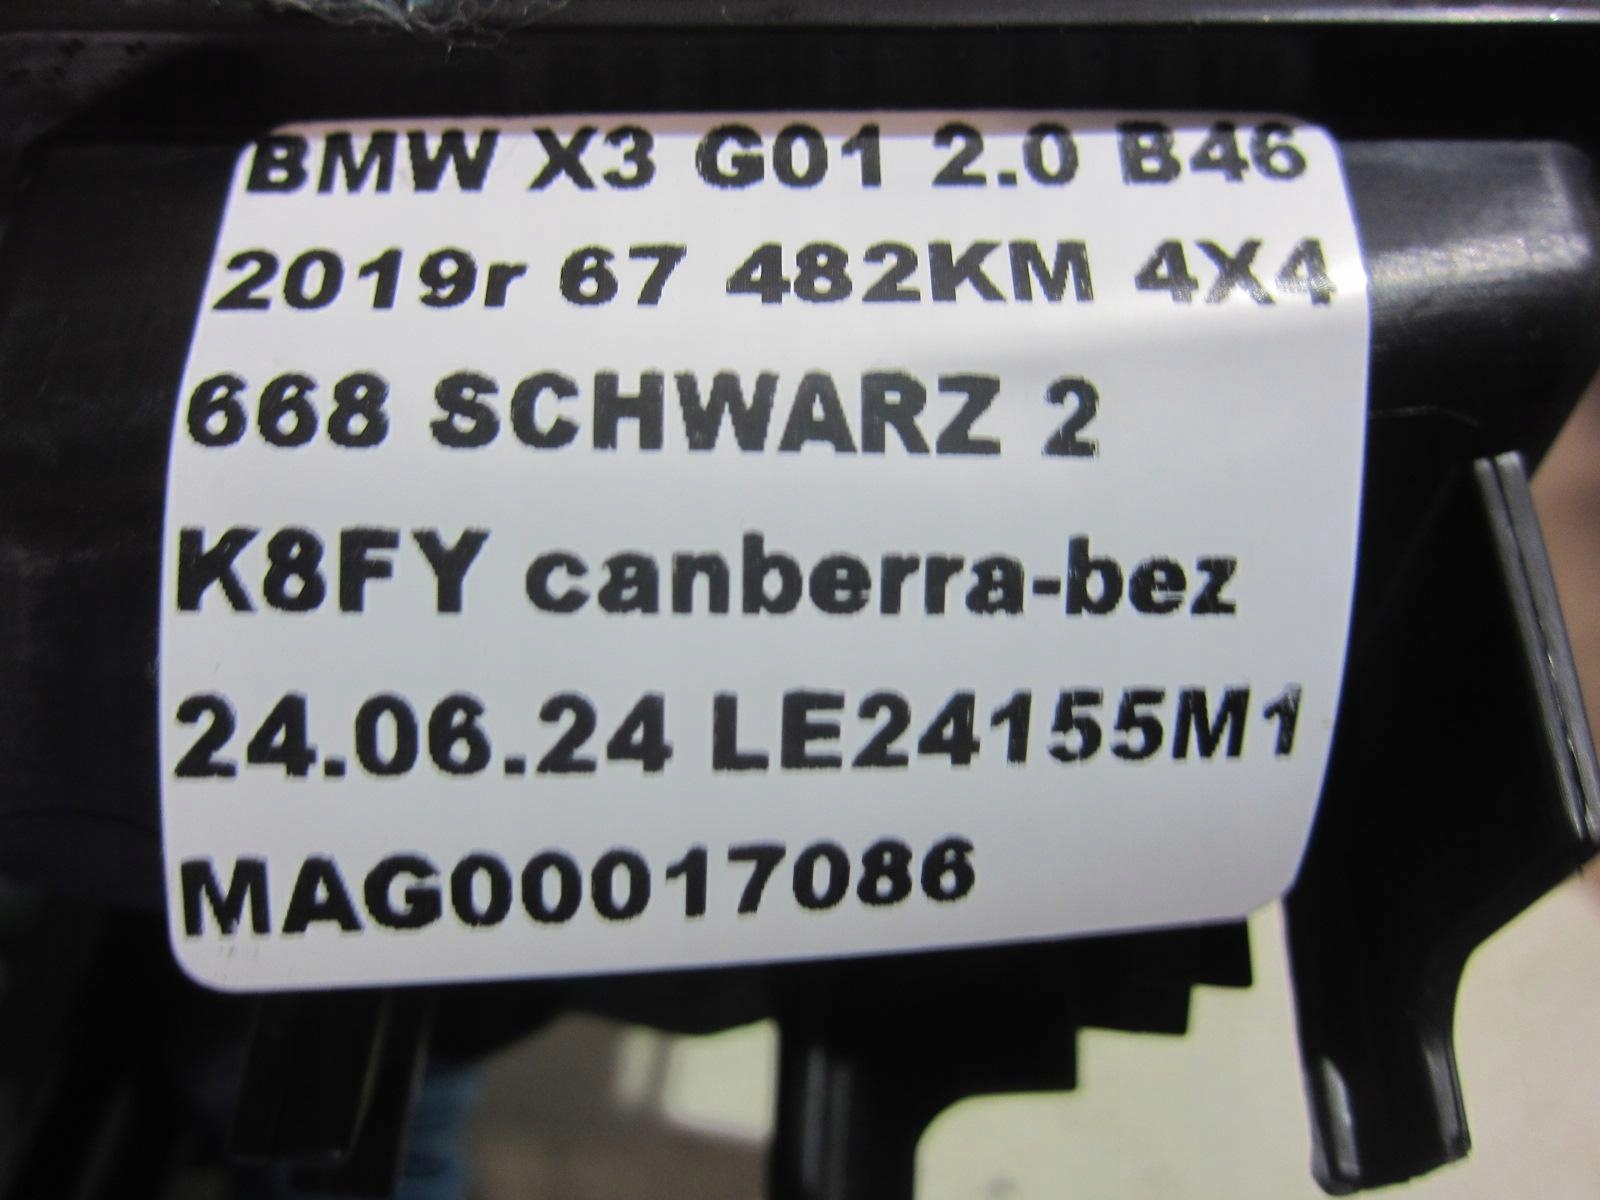 BMW X3 G01 2.0 B46
2019r 67 482KM 4X4
668 SCHWARZ 2
K8FY canberra-bez
24.06.24 LE24155M1
MAG00017086